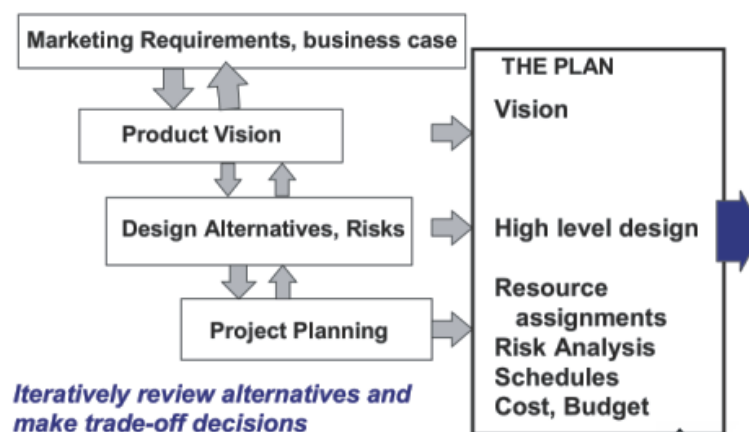 Marketing Requirements, business case
Product Vision
Design Alternatives, Risks
Project Planning
Iteratively review alternatives and
make trade-off decisions
THE PLAN
Vision
High level design
Resource
assignments
Risk Analysis
Schedules
Cost, Budget